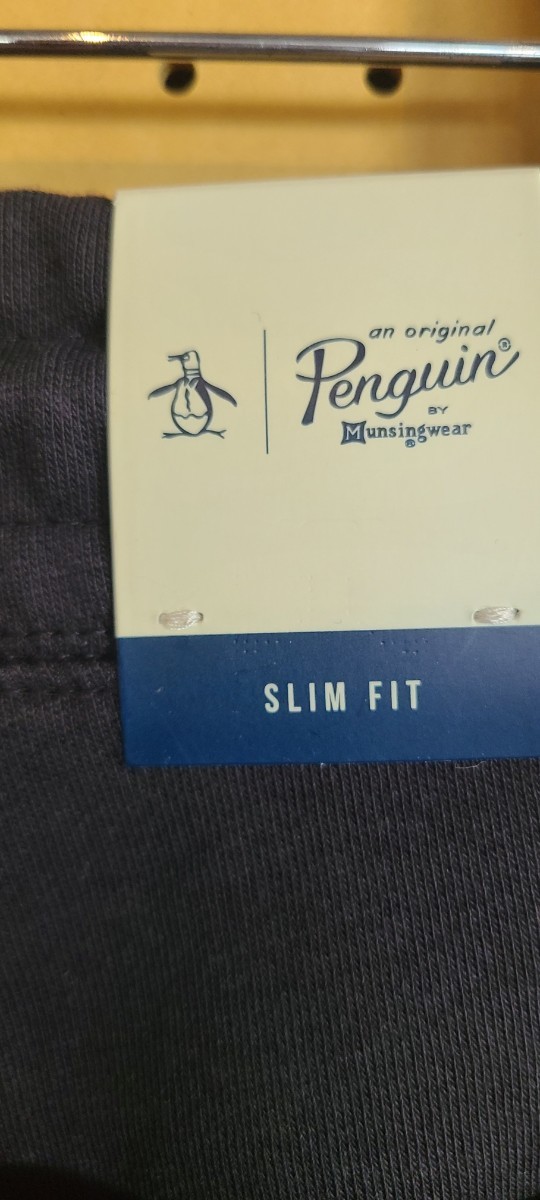 an original
Penguin®
BY
Munsingwear®
SLIM FIT